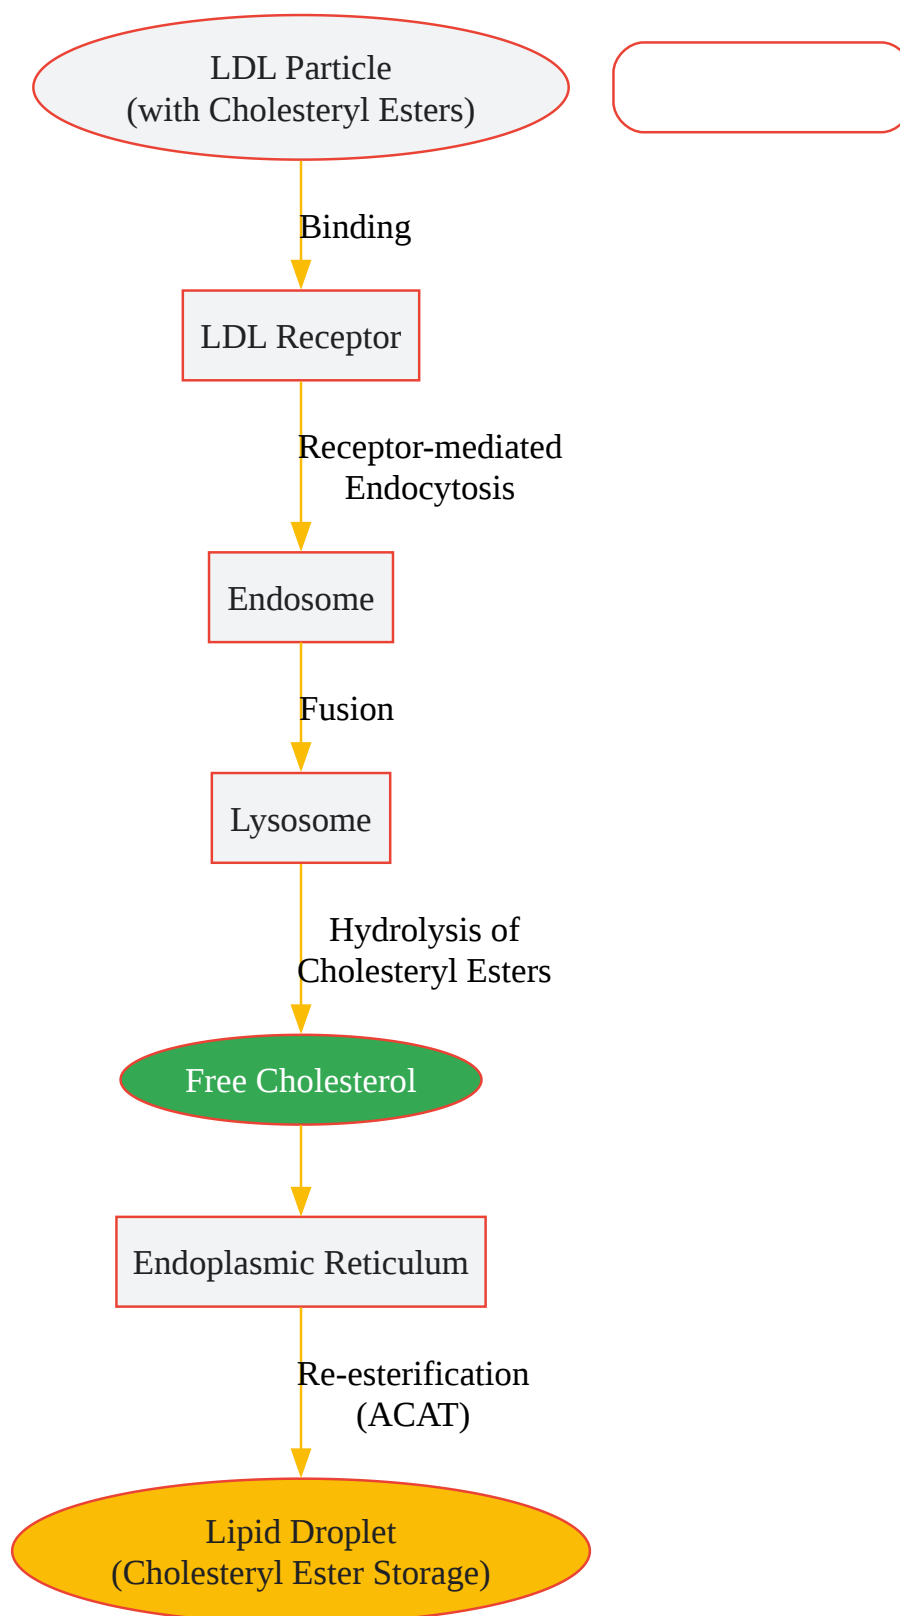 LDL Particle
(with Cholesteryl Esters)
Binding
LDL Receptor
Receptor-mediated
Endocytosis
Endosome
Fusion
Lysosome
Hydrolysis of
Cholesteryl Esters
Free Cholesterol
Endoplasmic Reticulum
Re-esterification
(ACAT)
Lipid Droplet
(Cholesteryl Ester Storage)